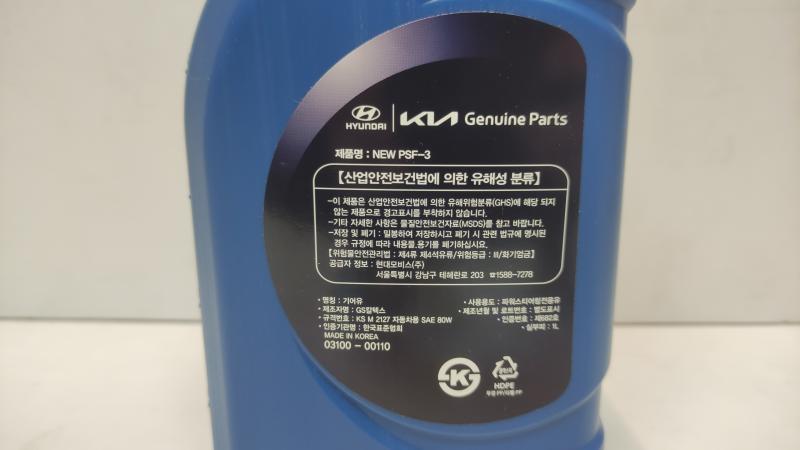 HYUNDAI KIA Genuine Parts
제품명 : NEW PSF-3
【산업안전보건법에 의한 유해성 분류】
-이 제품은 산업안전보건법에 의한 유해위험분류(GHS)에 해당 되지
않는 제품으로 경고표시를 부착하지 않습니다.
-기타 자세한 사항은 물질안전보건자료(MSDS)를 참고 바랍니다.
-저장 및 폐기 : 밀봉하여 저장하시고 폐기 시 관련 법규에 명시된
경우 규정에 따라 내용물,용기를 폐기하십시오.
【위험물안전관리법 : 제4류 제4석유류/위험등급 : III/화기엄금】
공급자 정보 : 현대모비스(주)
서울특별시 강남구 테헤란로 203 ☎1588-7278
· 명칭 : 기어유
· 제조자명 : GS칼텍스
· 규격번호 : KS M 2127 자동차용 SAE 80W
· 인증기관명 : 한국표준협회
MADE IN KOREA
03100 - 00110
· 사용용도 : 파워스티어링전용유
· 제조년월 및 로트번호 : 별도표시
· 인증번호 : 제682호
· 실부피 : 1L
K
HDPE